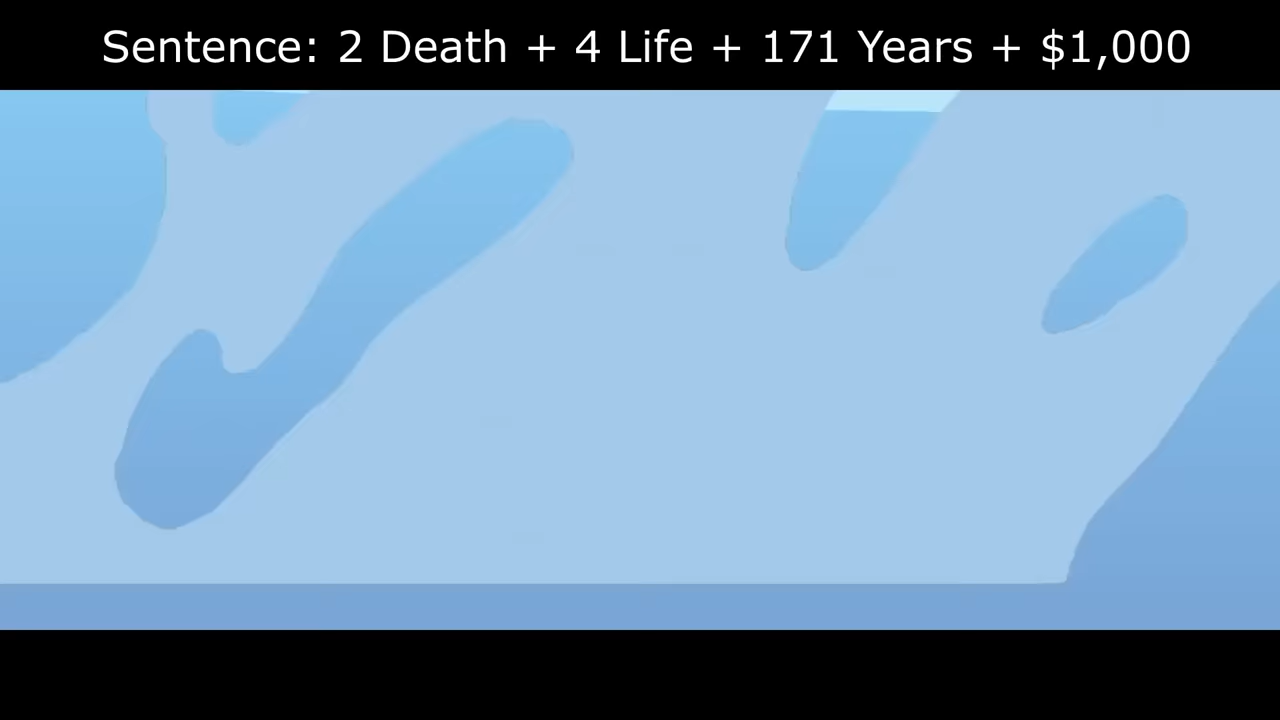 Sentence: 2 Death + 4 Life + 171 Years + $1,000